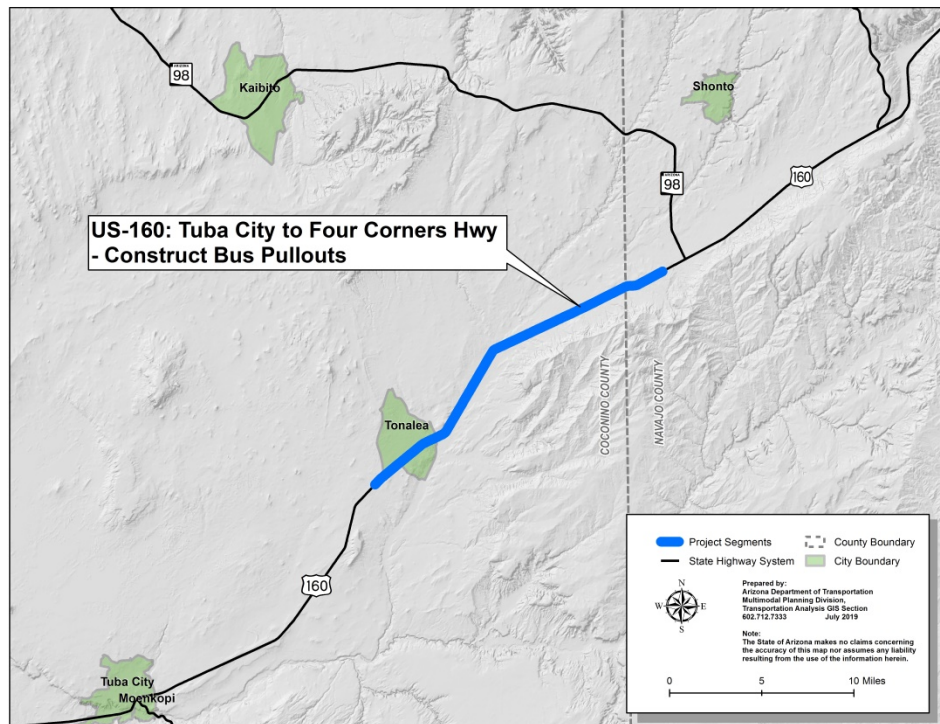 ARIZONA
98
Kaibito
Shonto
ARIZONA
98
160
US-160: Tuba City to Four Corners Hwy
- Construct Bus Pullouts
COCONINO COUNTY
NAVAJO COUNTY
Tonalea
160
Tuba City
Moenkopi
Project Segments
County Boundary
State Highway System
City Boundary
N
W
E
S
Prepared by:
Arizona Department of Transportation
Multimodal Planning Division,
Transportation Analysis GIS Section
602.712.7333 July 2019
Note:
The State of Arizona makes no claims concerning
the accuracy of this map nor assumes any liability
resulting from the use of the information herein.
0 5 10 Miles